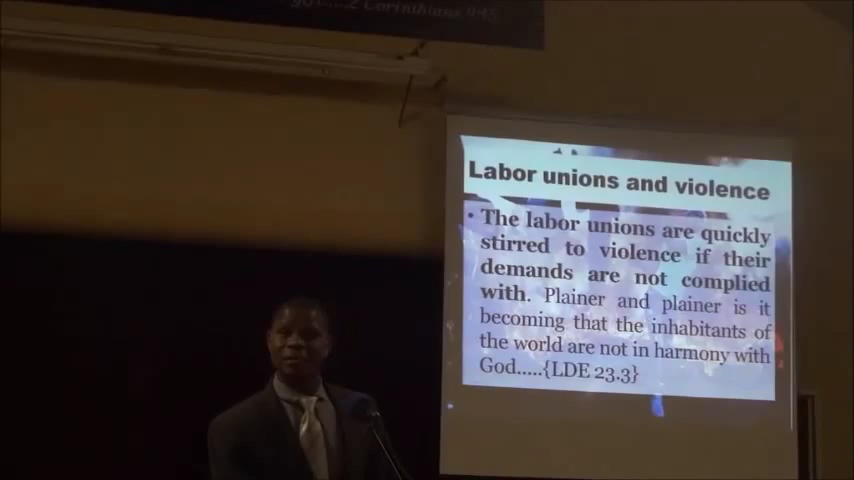 2 Corinthians 9:15
Labor unions and violence
• The labor unions are quickly
stirred to violence if their
demands are not complied
with. Plainer and plainer is it
becoming that the inhabitants of
the world are not in harmony with
God.....{LDE 23.3}